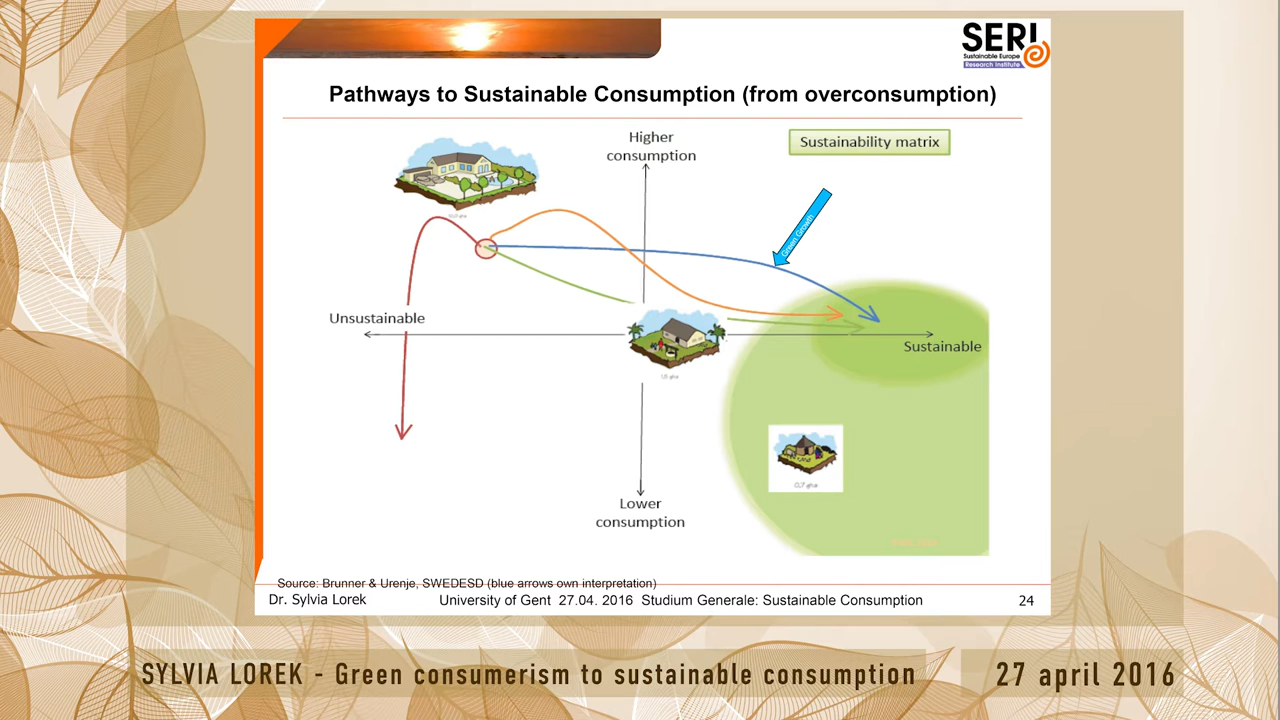 SERI
Sustainable Europe
Research Institute
Pathways to Sustainable Consumption (from overconsumption)
Higher
consumption
Sustainability matrix
Green Growth
Unsustainable
Sustainable
Lower
consumption
Source: Brunner & Urenje, SWEDESD (blue arrows own interpretation)
Dr. Sylvia Lorek
University of Gent 27.04. 2016 Studium Generale: Sustainable Consumption
24
SYLVIA LOREK - Green consumerism to sustainable consumption
27 april 2016